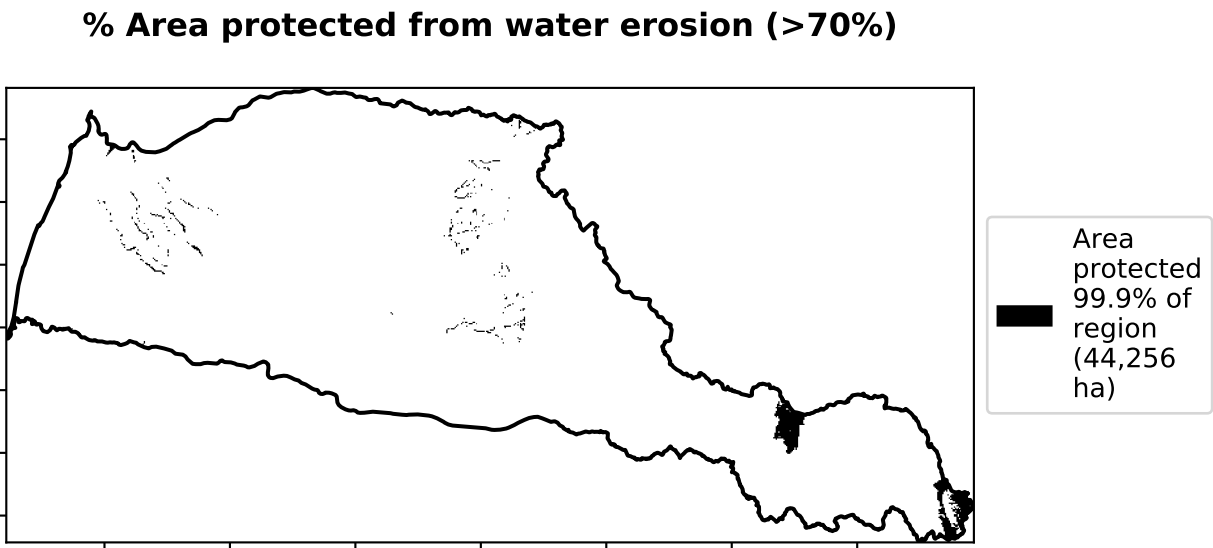 % Area protected from water erosion (>70%)
Area
protected
99.9% of
region
(44,256
ha)